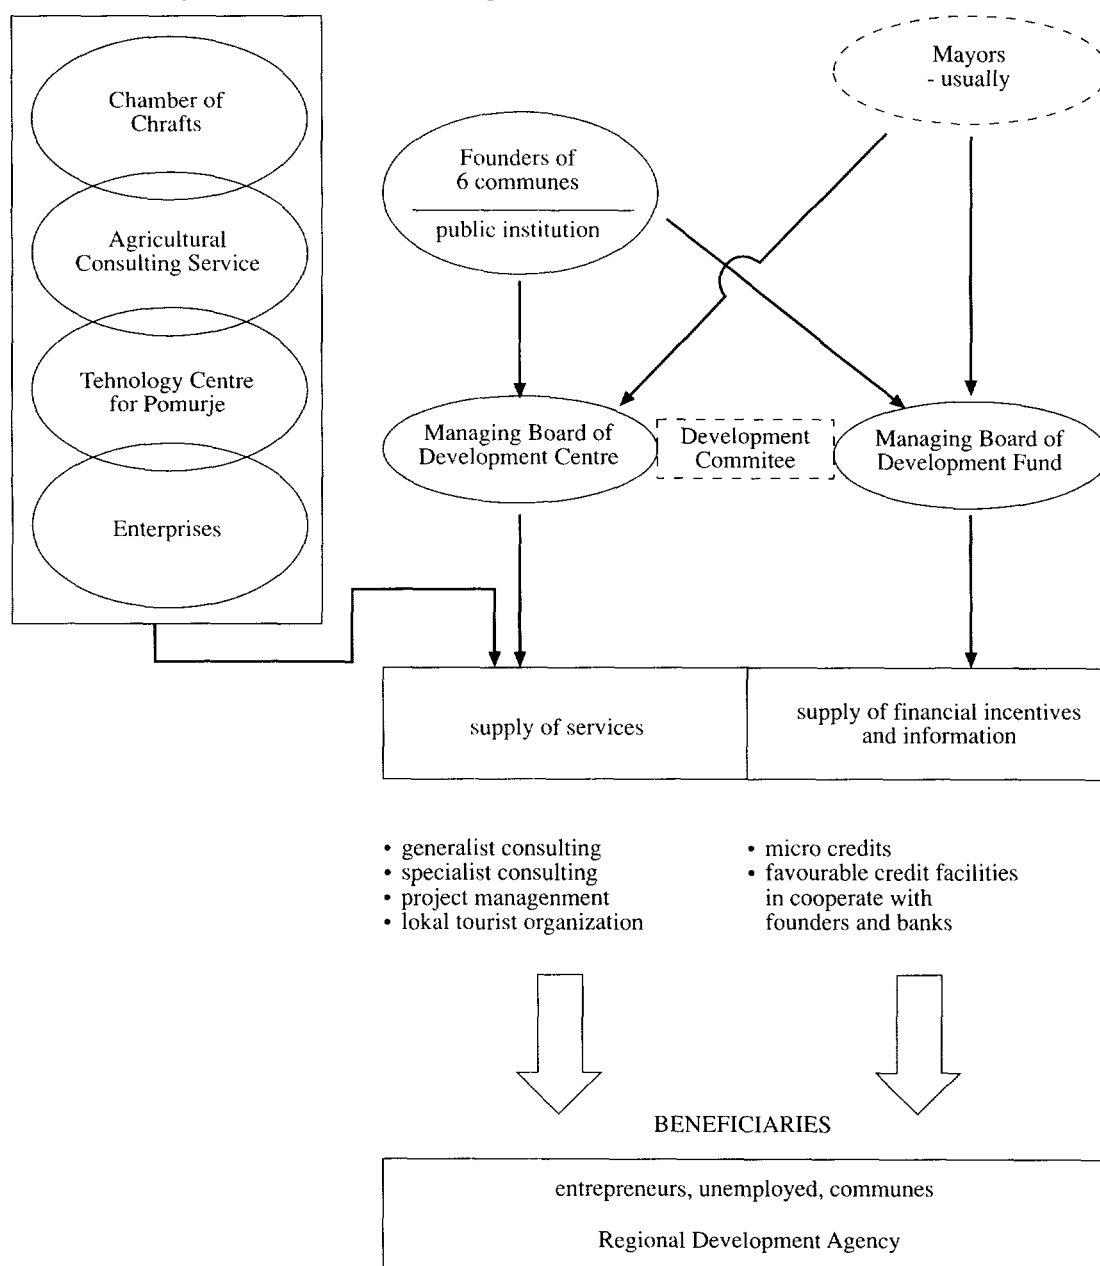 Chamber of
Chrafts
Agricultural
Consulting Service
Tehnology Centre
for Pomurje
Enterprises
Founders of
6 communes
public institution
Mayors
- usually
Managing Board of
Development Centre
Development
Commitee
Managing Board of
Development Fund
supply of services
supply of financial incentives
and information
• generalist consulting
• specialist consulting
• project managenment
• lokal tourist organization
• micro credits
• favourable credit facilities
in cooperate with
founders and banks
BENEFICIARIES
entrepreneurs, unemployed, communes
Regional Development Agency